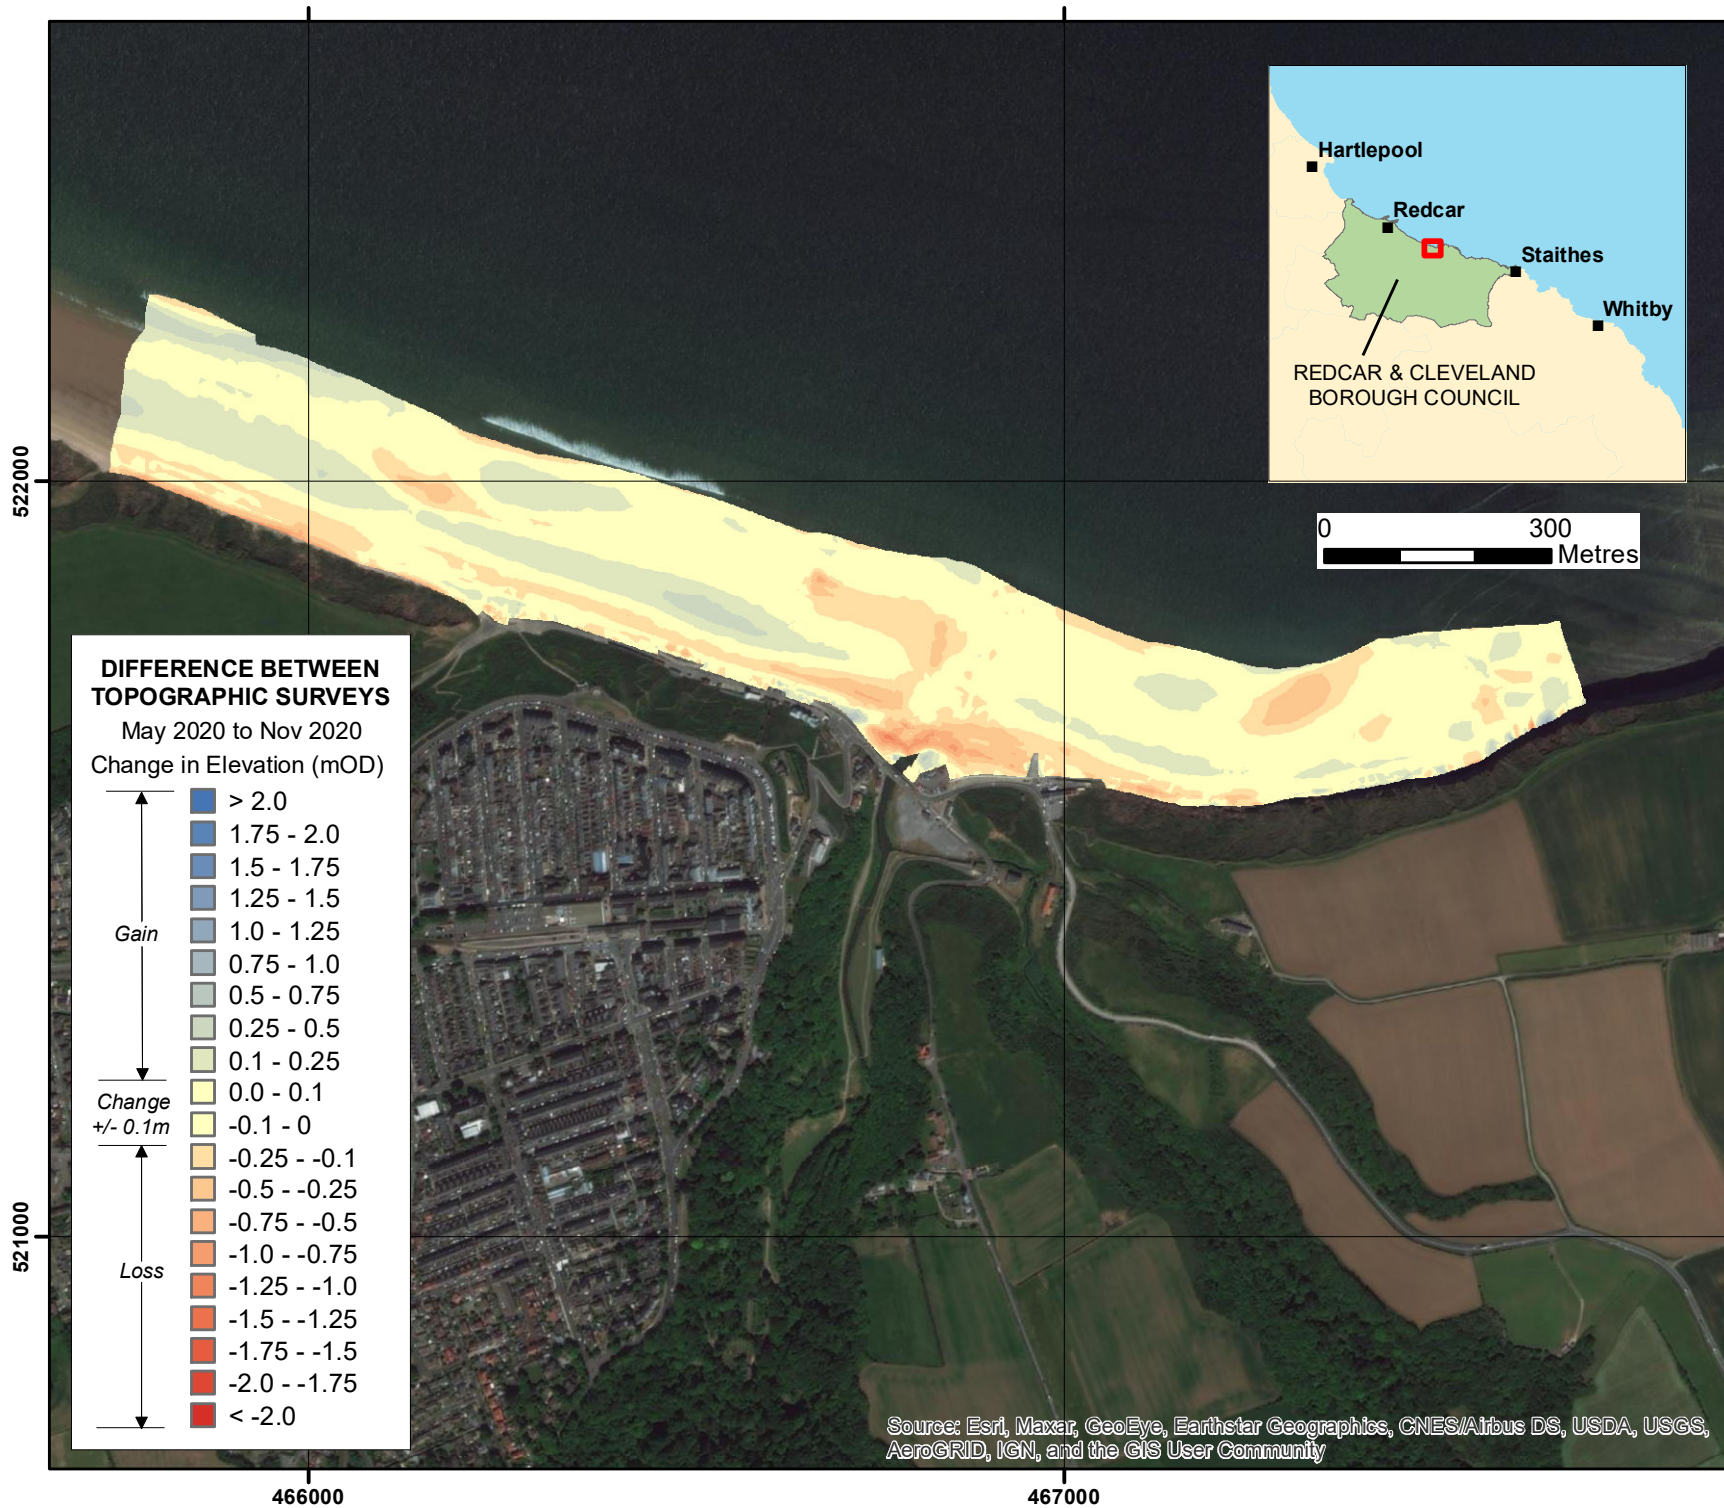 Hartlepool
Redcar
Staithes
Whitby
REDCAR & CLEVELAND
BOROUGH COUNCIL
0 300
Metres
522000
521000
DIFFERENCE BETWEEN
TOPOGRAPHIC SURVEYS
May 2020 to Nov 2020
Change in Elevation (mOD)
> 2.0
1.75 - 2.0
1.5 - 1.75
1.25 - 1.5
Gain
1.0 - 1.25
0.75 - 1.0
0.5 - 0.75
0.25 - 0.5
0.1 - 0.25
Change
+/- 0.1m
0.0 - 0.1
-0.1 - 0
-0.25 - -0.1
-0.5 - -0.25
-0.75 - -0.5
-1.0 - -0.75
Loss
-1.25 - -1.0
-1.5 - -1.25
-1.75 - -1.5
-2.0 - -1.75
< -2.0
Source: Esri, Maxar, GeoEye, Earthstar Geographics, CNES/Airbus DS, USDA, USGS,
AeroGRID, IGN, and the GIS User Community
466000
467000